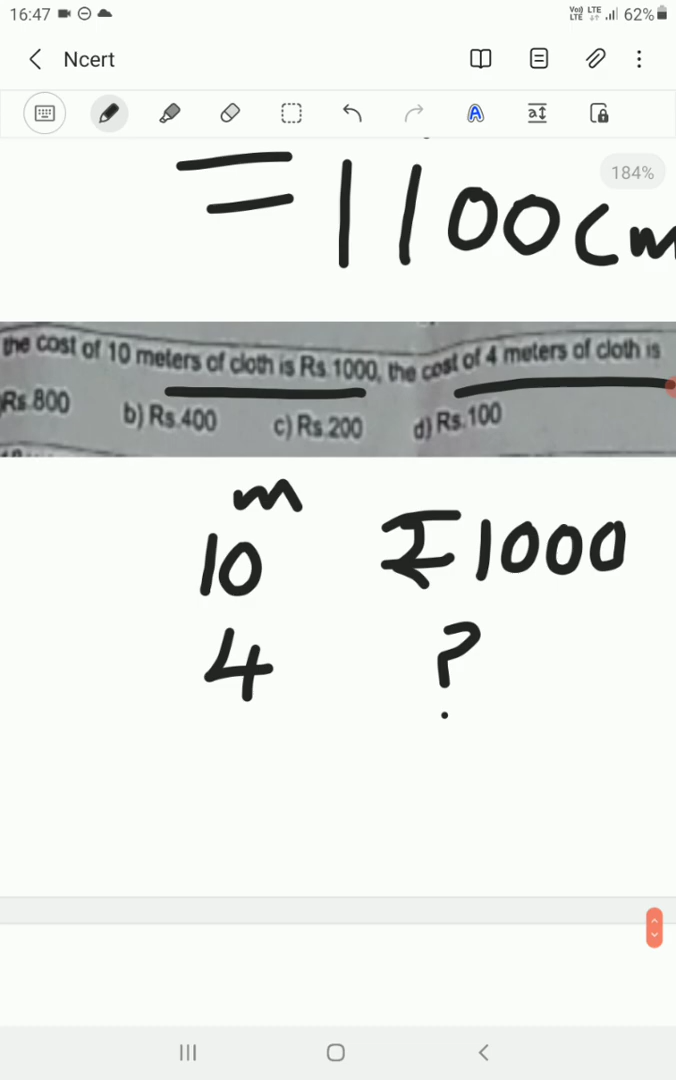 16:47 62%
Ncert
184%
= 1100cm
the cost of 10 meters of cloth is Rs.1000, the cost of 4 meters of cloth is
Rs.800 b) Rs.400 c) Rs.200 d) Rs.100
m
10 ₹1000
4 ?